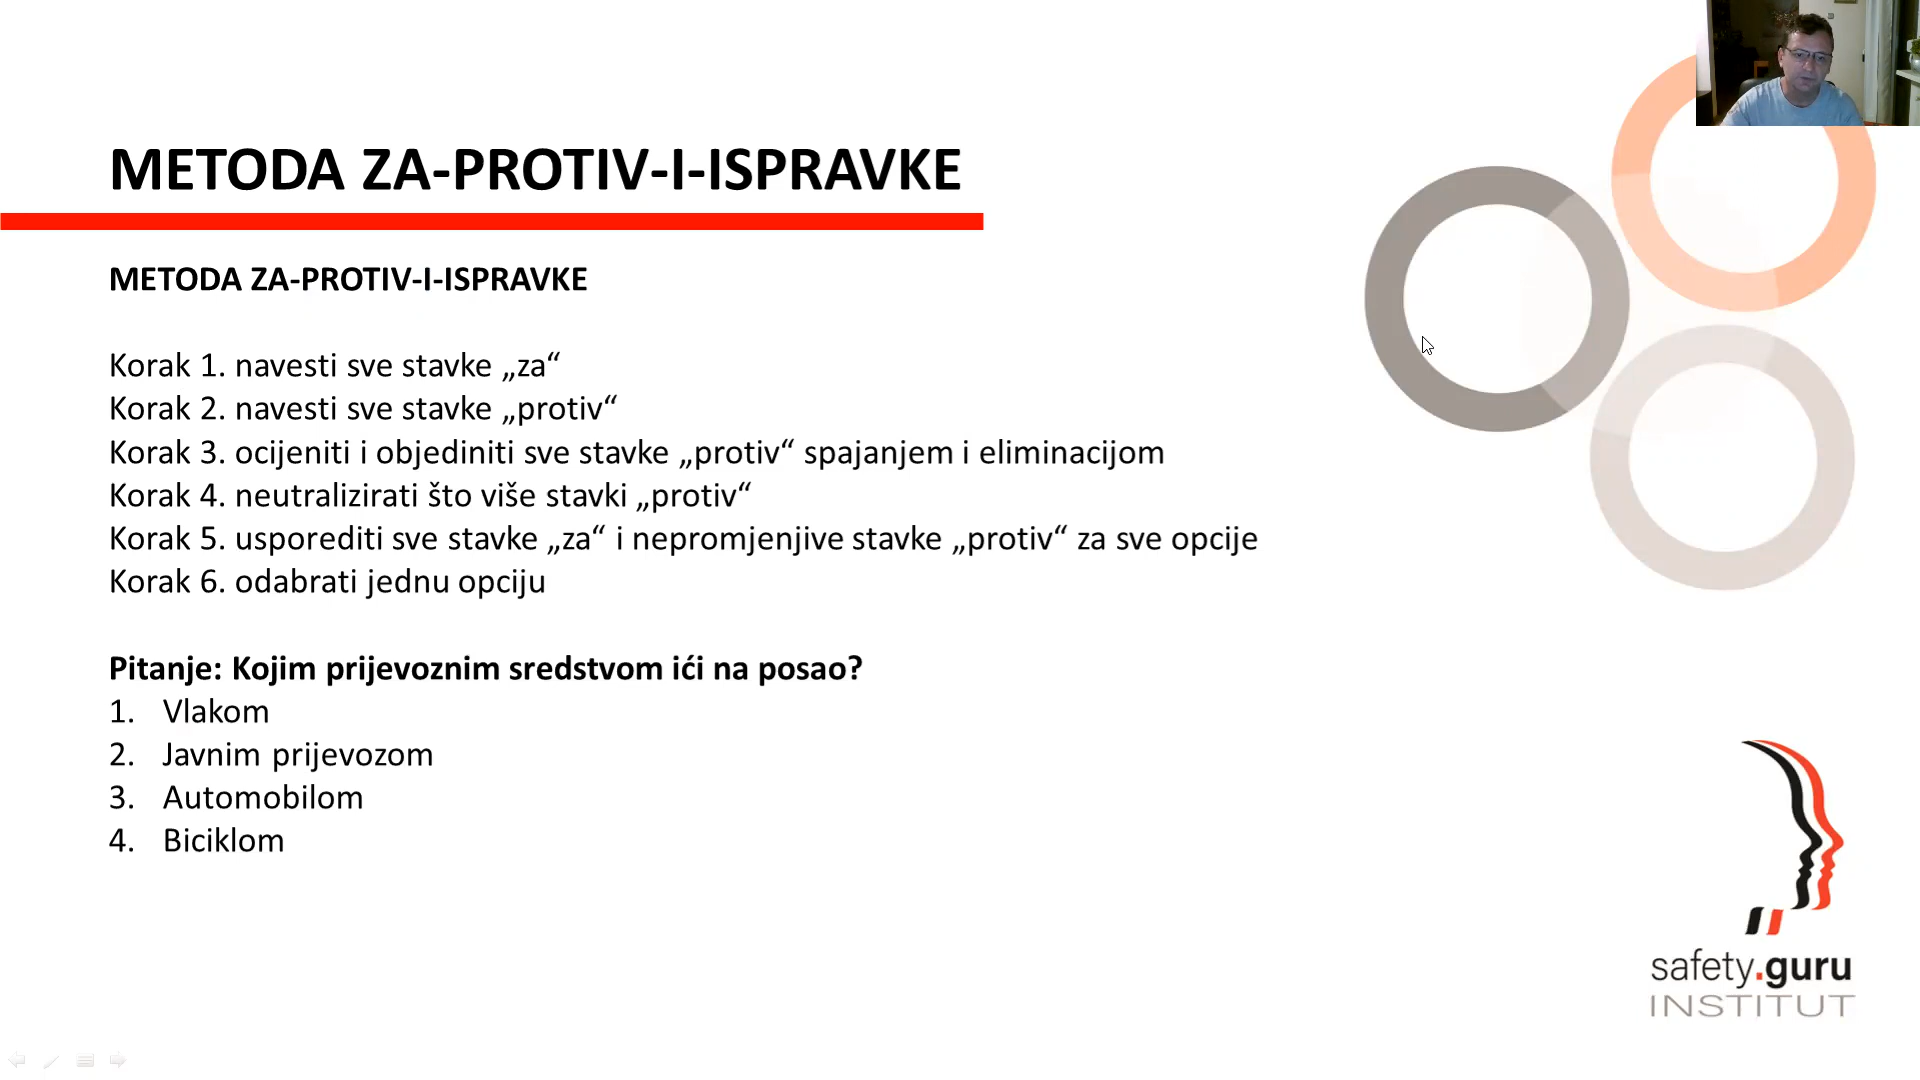 METODA ZA-PROTIV-I-ISPRAVKE
METODA ZA-PROTIV-I-ISPRAVKE
Korak 1. navesti sve stavke „za“
Korak 2. navesti sve stavke „protiv“
Korak 3. ocijeniti i objediniti sve stavke „protiv“ spajanjem i eliminacijom
Korak 4. neutralizirati što više stavki „protiv“
Korak 5. usporediti sve stavke „za“ i nepromjenjive stavke „protiv“ za sve opcije
Korak 6. odabrati jednu opciju
Pitanje: Kojim prijevoznim sredstvom ići na posao?
1. Vlakom
2. Javnim prijevozom
3. Automobilom
4. Biciklom
safety.guru
INSTITUT